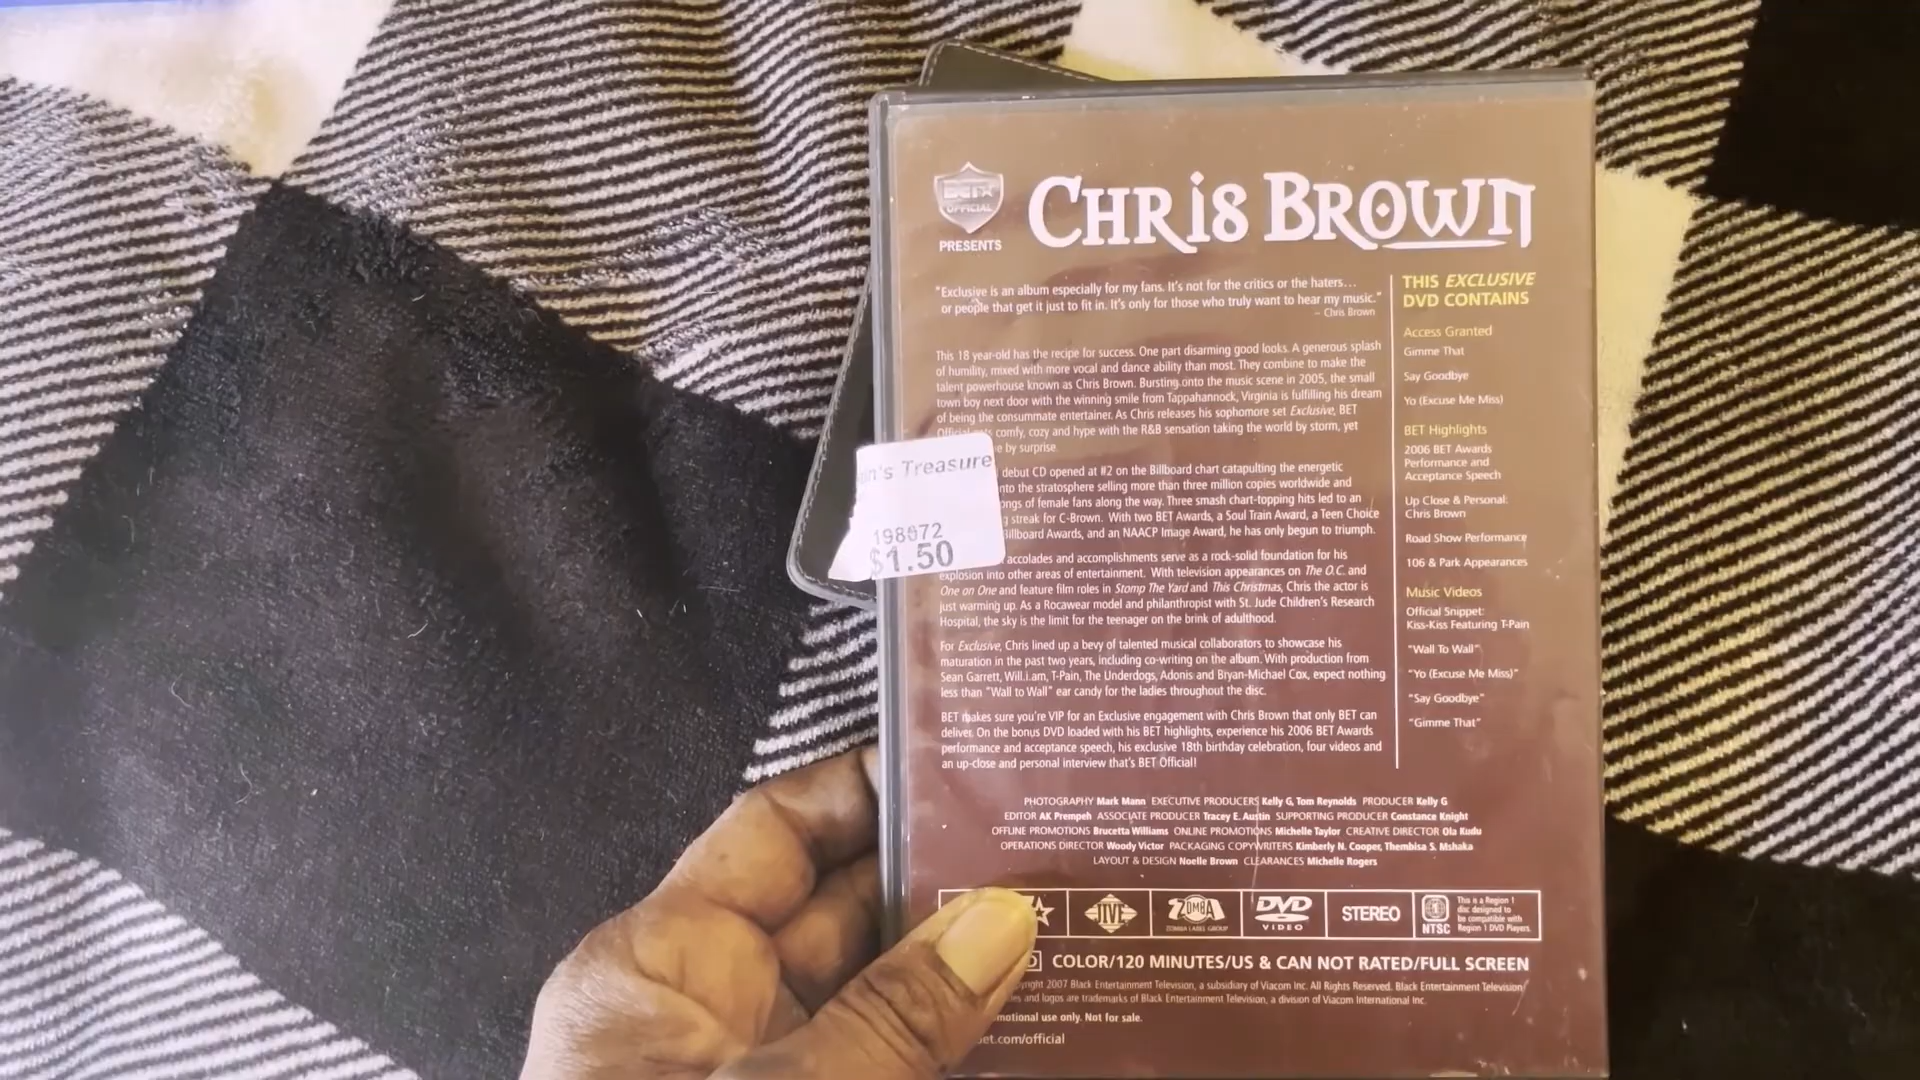 BET★
OFFICIAL
PRESENTS
CHRIS BROWN
"Exclusive is an album especially for my fans. It's not for the critics or the haters...
or people that get it just to fit in. It's only for those who truly want to hear my music."
– Chris Brown
This 18 year-old has the recipe for success. One part disarming good looks. A generous splash
of humility, mixed with more vocal and dance ability than most. They combine to make the
talent powerhouse known as Chris Brown. Bursting onto the music scene in 2005, the small
town boy next door with the winning smile from Tappahannock, Virginia is fulfilling his dream
of being the consummate entertainer. As Chris releases his sophomore set Exclusive, BET
Official gets comfy, cozy and hype with the R&B sensation taking the world by storm, yet
e by surprise.
debut CD opened at #2 on the Billboard chart catapulting the energetic
nto the stratosphere selling more than three million copies worldwide and
ongs of female fans along the way. Three smash chart-topping hits led to an
g streak for C-Brown. With two BET Awards, a Soul Train Award, a Teen Choice
Billboard Awards, and an NAACP Image Award, he has only begun to triumph.
accolades and accomplishments serve as a rock-solid foundation for his
explosion into other areas of entertainment. With television appearances on The O.C. and
One on One and feature film roles in Stomp The Yard and This Christmas, Chris the actor is
just warming up. As a Rocawear model and philanthropist with St. Jude Children's Research
Hospital, the sky is the limit for the teenager on the brink of adulthood.
For Exclusive, Chris lined up a bevy of talented musical collaborators to showcase his
maturation in the past two years, including co-writing on the album. With production from
Sean Garrett, Will.i.am, T-Pain, The Underdogs, Adonis and Bryan-Michael Cox, expect nothing
less than "Wall to Wall" ear candy for the ladies throughout the disc.
BET makes sure you're VIP for an Exclusive engagement with Chris Brown that only BET can
deliver. On the bonus DVD loaded with his BET highlights, experience his 2006 BET Awards
performance and acceptance speech, his exclusive 18th birthday celebration, four videos and
an up-close and personal interview that's BET Official!
n's Treasure
198672
$1.50
THIS EXCLUSIVE
DVD CONTAINS
Access Granted
Gimme That
Say Goodbye
Yo (Excuse Me Miss)
BET Highlights
2006 BET Awards
Performance and
Acceptance Speech
Up Close & Personal:
Chris Brown
Road Show Performance
106 & Park Appearances
Music Videos
Official Snippet:
Kiss-Kiss Featuring T-Pain
"Wall To Wall"
"Yo (Excuse Me Miss)"
"Say Goodbye"
"Gimme That"
PHOTOGRAPHY Mark Mann EXECUTIVE PRODUCERS Kelly G, Tom Reynolds PRODUCER Kelly G
EDITOR AK Prempeh ASSOCIATE PRODUCER Tracey E. Austin SUPPORTING PRODUCER Constance Knight
OFFLINE PROMOTIONS Brucetta Williams ONLINE PROMOTIONS Michelle Taylor CREATIVE DIRECTOR Ola Kudu
OPERATIONS DIRECTOR Woody Victor PACKAGING COPYWRITERS Kimberly N. Cooper, Thembisa S. Mshaka
LAYOUT & DESIGN Noelle Brown CLEARANCES Michelle Rogers
JIVE
ZOMBA
ZOMBA LABEL GROUP
DVD
VIDEO
STEREO
NTSC
This is a Region 1
disc designed to
be compatible with
Region 1 DVD Players.
COLOR/120 MINUTES/US & CAN NOT RATED/FULL SCREEN
pyright 2007 Black Entertainment Television, a subsidiary of Viacom Inc. All Rights Reserved. Black Entertainment Television
les and logos are trademarks of Black Entertainment Television, a division of Viacom International Inc.
motional use only. Not for sale.
bet.com/official